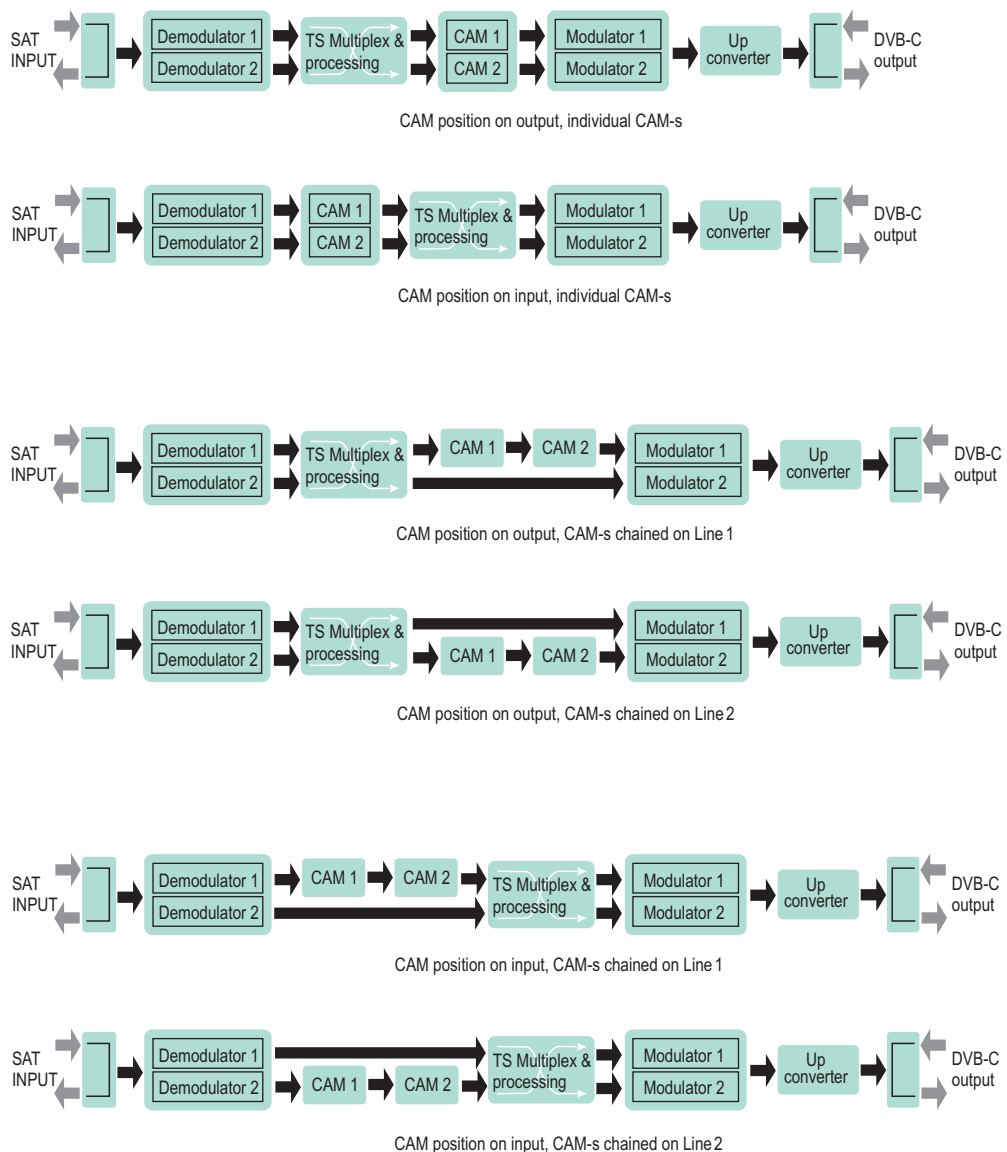 SAT
INPUT
Demodulator 1
Demodulator 2
TS Multiplex &
processing
CAM 1
CAM 2
Modulator 1
Modulator 2
Up
converter
DVB-C
output
CAM position on output, individual CAM-s
SAT
INPUT
Demodulator 1
Demodulator 2
CAM 1
CAM 2
TS Multiplex &
processing
Modulator 1
Modulator 2
Up
converter
DVB-C
output
CAM position on input, individual CAM-s
SAT
INPUT
Demodulator 1
Demodulator 2
TS Multiplex &
processing
CAM 1
CAM 2
Modulator 1
Modulator 2
Up
converter
DVB-C
output
CAM position on output, CAM-s chained on Line 1
SAT
INPUT
Demodulator 1
Demodulator 2
TS Multiplex &
processing
CAM 1
CAM 2
Modulator 1
Modulator 2
Up
converter
DVB-C
output
CAM position on output, CAM-s chained on Line 2
SAT
INPUT
Demodulator 1
Demodulator 2
CAM 1
CAM 2
TS Multiplex &
processing
Modulator 1
Modulator 2
Up
converter
DVB-C
output
CAM position on input, CAM-s chained on Line 1
SAT
INPUT
Demodulator 1
Demodulator 2
CAM 1
CAM 2
TS Multiplex &
processing
Modulator 1
Modulator 2
Up
converter
DVB-C
output
CAM position on input, CAM-s chained on Line 2